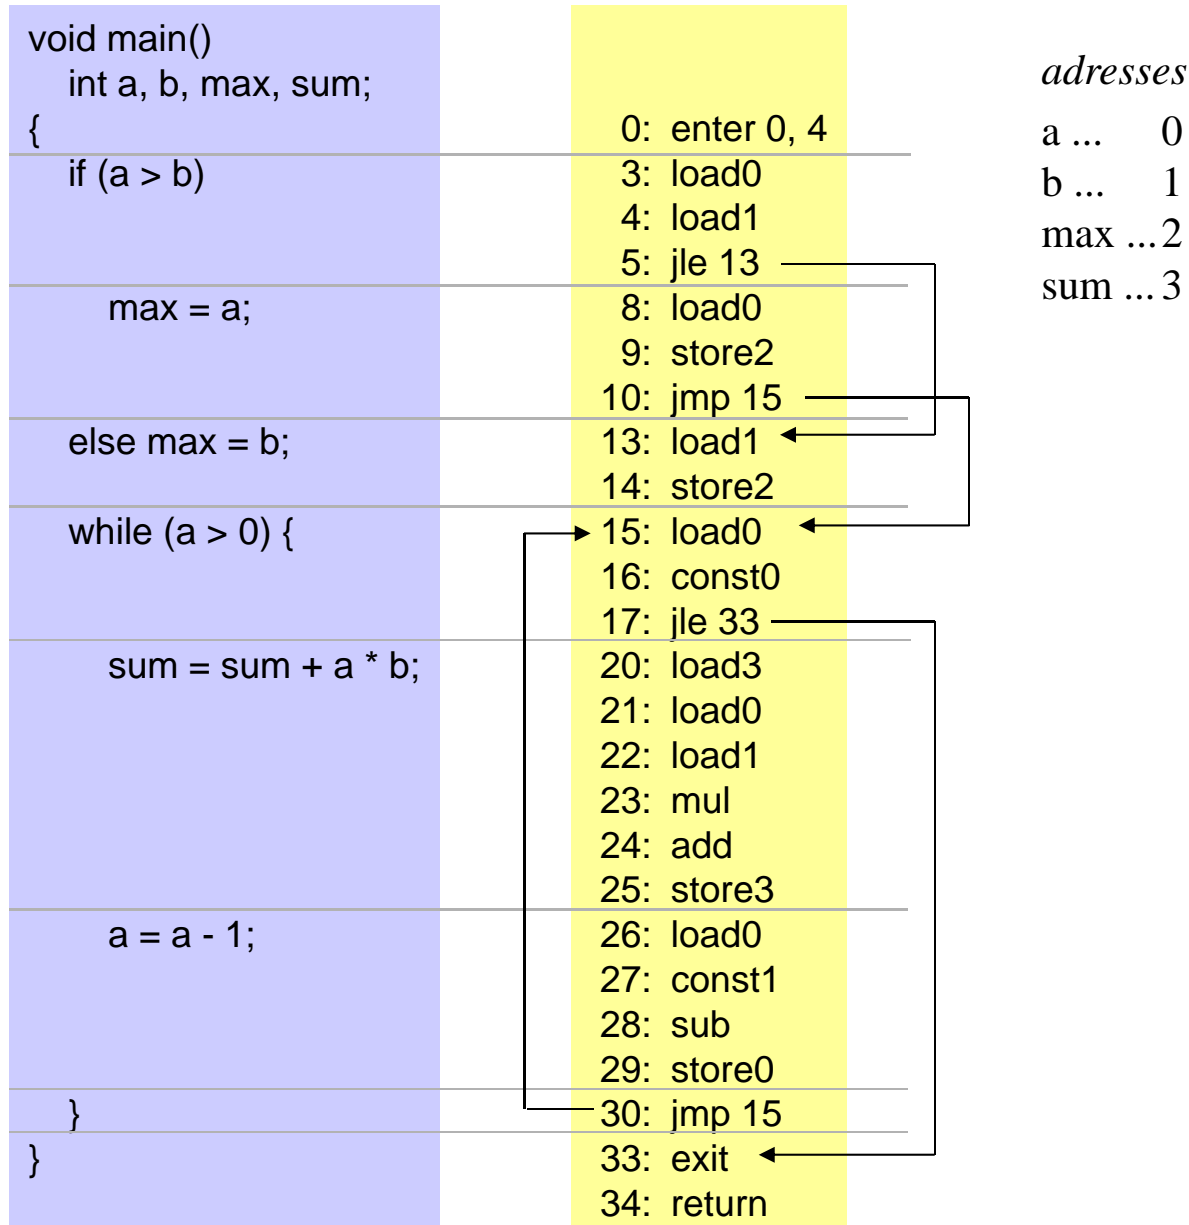 void main()
int a, b, max, sum;
{
if (a > b)
max = a;
else max = b;
while (a > 0) {
sum = sum + a * b;
a = a - 1;
}
}
0: enter 0, 4
3: load0
4: load1
5: jle 13
8: load0
9: store2
10: jmp 15
13: load1
14: store2
15: load0
16: const0
17: jle 33
20: load3
21: load0
22: load1
23: mul
24: add
25: store3
26: load0
27: const1
28: sub
29: store0
30: jmp 15
33: exit
34: return
adresses
a ... 0
b ... 1
max ... 2
sum ... 3